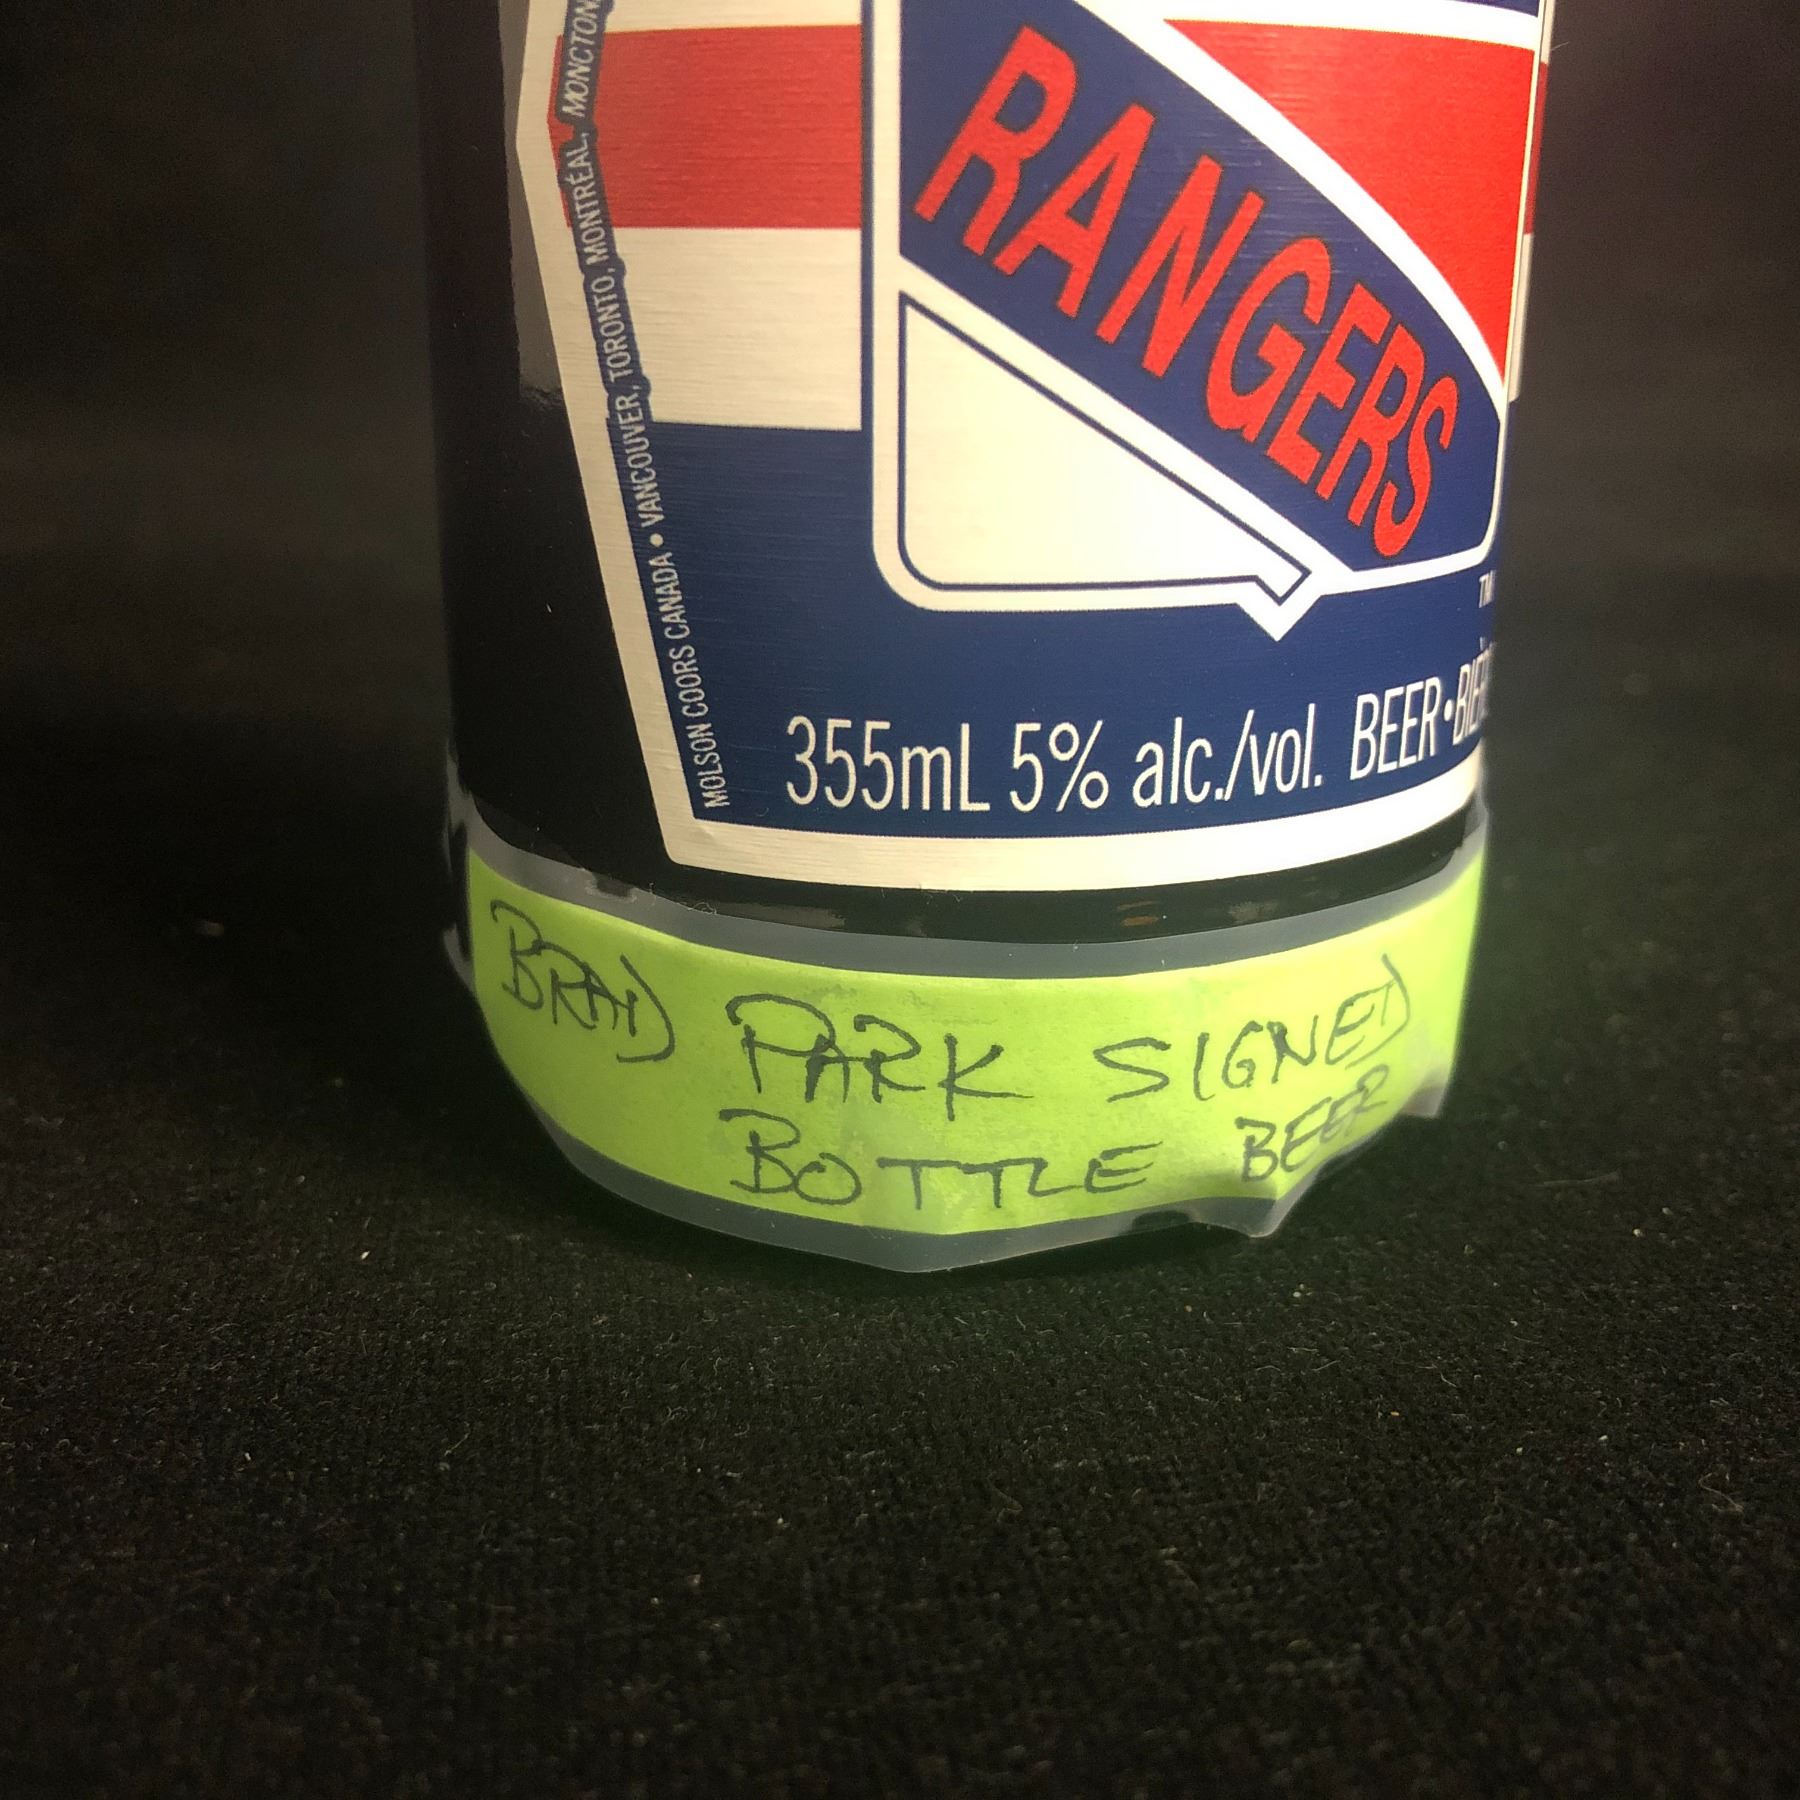 RANGERS
TM
MOLSON COORS CANADA • VANCOUVER, TORONTO, MONTRÉAL, MONCTON
355mL 5% alc./vol. BEER•BIÈRE
BRAD PARK SIGNED
BOTTLE BEER